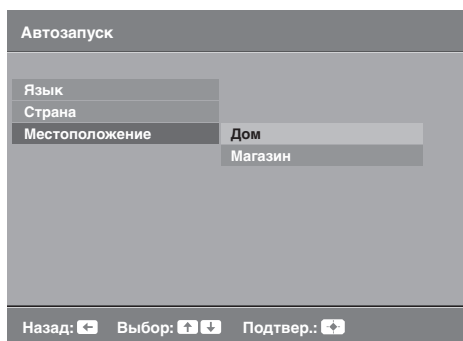 Автозапуск
Язык
Страна
Местоположение Дом
Магазин
Назад: Выбор: Подтвер.: